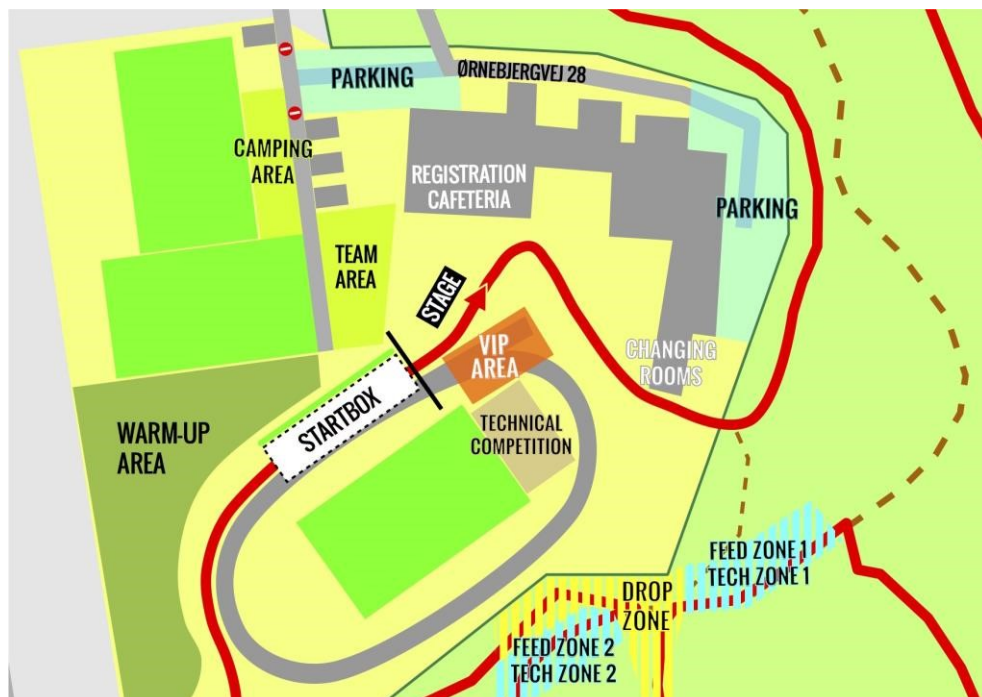 PARKING
ØRNEBJERGVEJ 28
CAMPING
AREA
REGISTRATION
CAFETERIA
PARKING
TEAM
AREA
STAGE
VIP
AREA
CHANGING
ROOMS
STARTBOX
TECHNICAL
COMPETITION
WARM-UP
AREA
FEED ZONE 1
TECH ZONE 1
DROP
ZONE
FEED ZONE 2
TECH ZONE 2